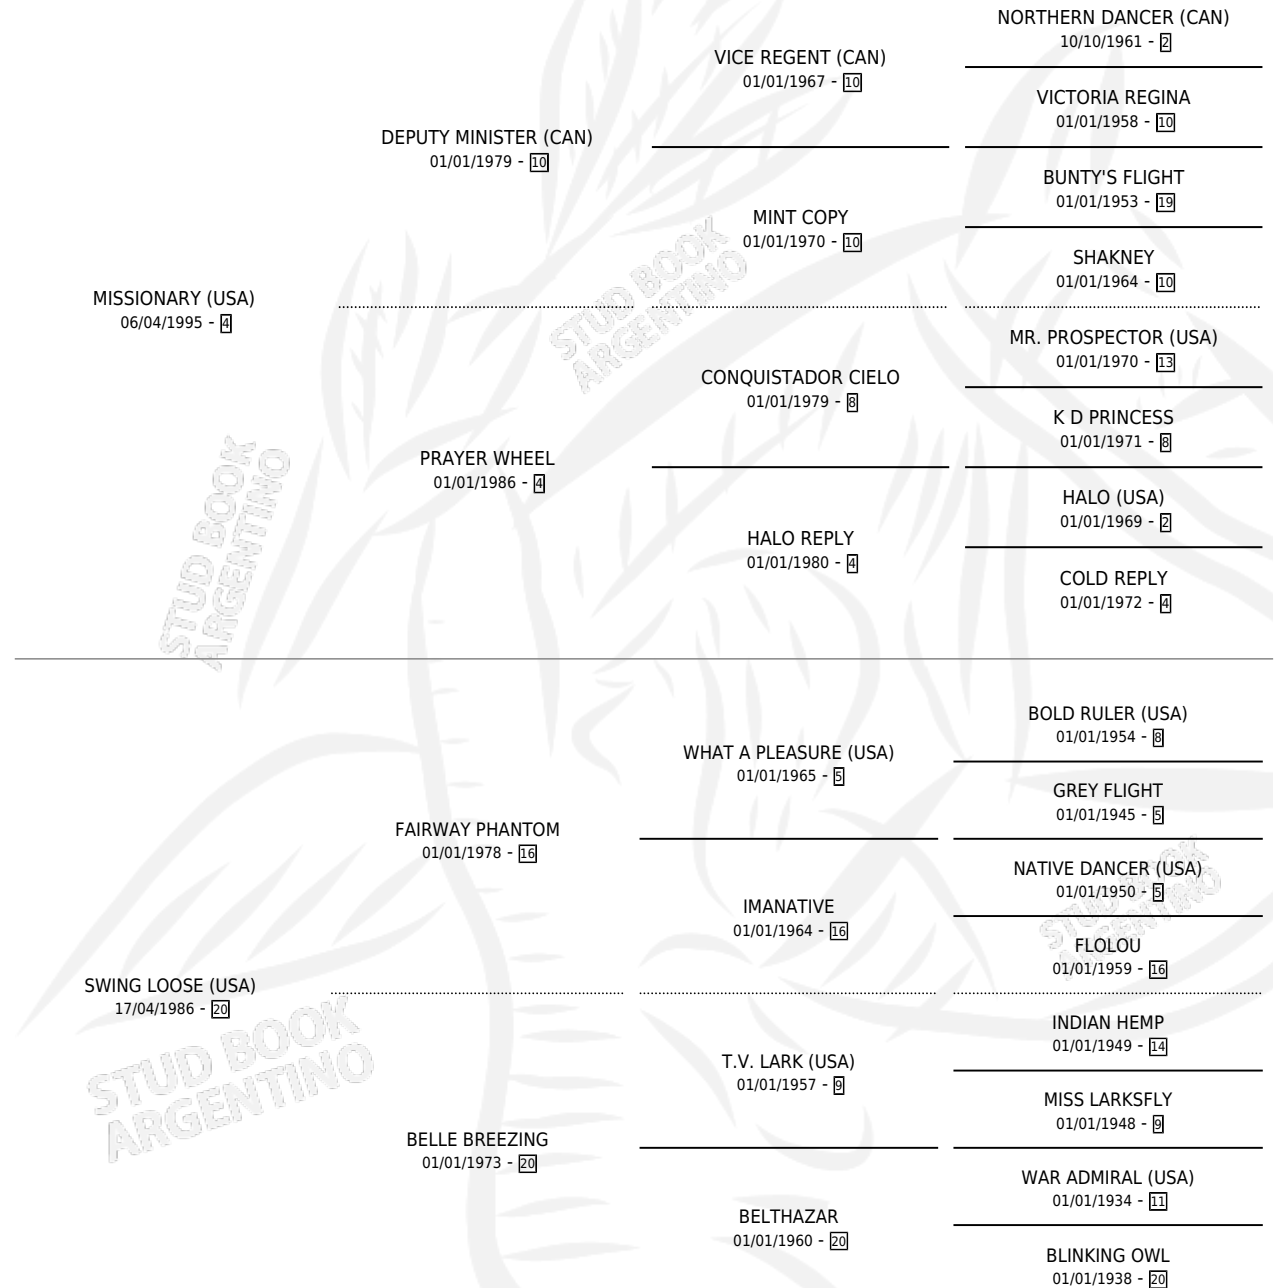 NORTHERN DANCER (CAN)
10/10/1961 - 2
VICE REGENT (CAN)
01/01/1967 - 10
VICTORIA REGINA
01/01/1958 - 10
DEPUTY MINISTER (CAN)
01/01/1979 - 10
BUNTY'S FLIGHT
01/01/1953 - 19
MINT COPY
01/01/1970 - 10
SHAKNEY
01/01/1964 - 10
MISSIONARY (USA)
06/04/1995 - 4
MR. PROSPECTOR (USA)
01/01/1970 - 13
CONQUISTADOR CIELO
01/01/1979 - 8
K D PRINCESS
01/01/1971 - 8
PRAYER WHEEL
01/01/1986 - 4
HALO (USA)
01/01/1969 - 2
HALO REPLY
01/01/1980 - 4
COLD REPLY
01/01/1972 - 4
BOLD RULER (USA)
01/01/1954 - 8
WHAT A PLEASURE (USA)
01/01/1965 - 5
GREY FLIGHT
01/01/1945 - 5
FAIRWAY PHANTOM
01/01/1978 - 16
NATIVE DANCER (USA)
01/01/1950 - 5
IMANATIVE
01/01/1964 - 16
FLOLOU
01/01/1959 - 16
SWING LOOSE (USA)
17/04/1986 - 20
INDIAN HEMP
01/01/1949 - 14
T.V. LARK (USA)
01/01/1957 - 9
MISS LARKSFLY
01/01/1948 - 9
BELLE BREEZING
01/01/1973 - 20
WAR ADMIRAL (USA)
01/01/1934 - 11
BELTHAZAR
01/01/1960 - 20
BLINKING OWL
01/01/1938 - 20
STUD BOOK
ARGENTINO
STUD BOOK
ARGENTINO
STUD BOOK
ARGENTINO
STUD BOOK
ARGENTINO